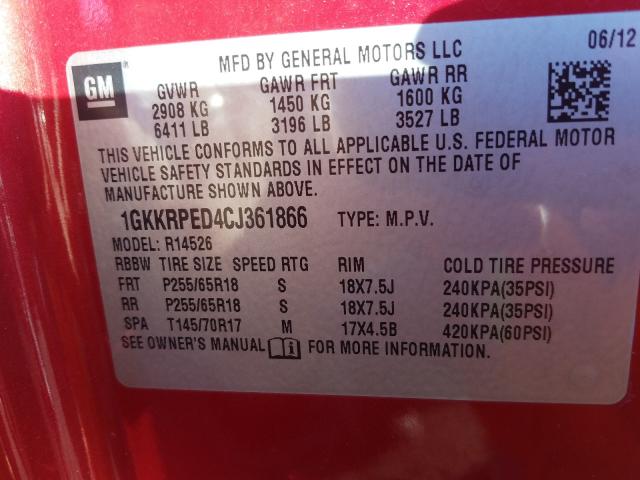 MFD BY GENERAL MOTORS LLC 06/12
GM
GVWR GAWR FRT GAWR RR
2908 KG 1450 KG 1600 KG
6411 LB 3196 LB 3527 LB
THIS VEHICLE CONFORMS TO ALL APPLICABLE U.S. FEDERAL MOTOR
VEHICLE SAFETY STANDARDS IN EFFECT ON THE DATE OF
MANUFACTURE SHOWN ABOVE.
1GKKRPED4CJ361866 TYPE: M.P.V.
MODEL: R14526
RBBW TIRE SIZE SPEED RTG RIM COLD TIRE PRESSURE
FRT P255/65R18 S 18X7.5J 240KPA(35PSI)
RR P255/65R18 S 18X7.5J 240KPA(35PSI)
SPA T145/70R17 M 17X4.5B 420KPA(60PSI)
SEE OWNER'S MANUAL FOR MORE INFORMATION.